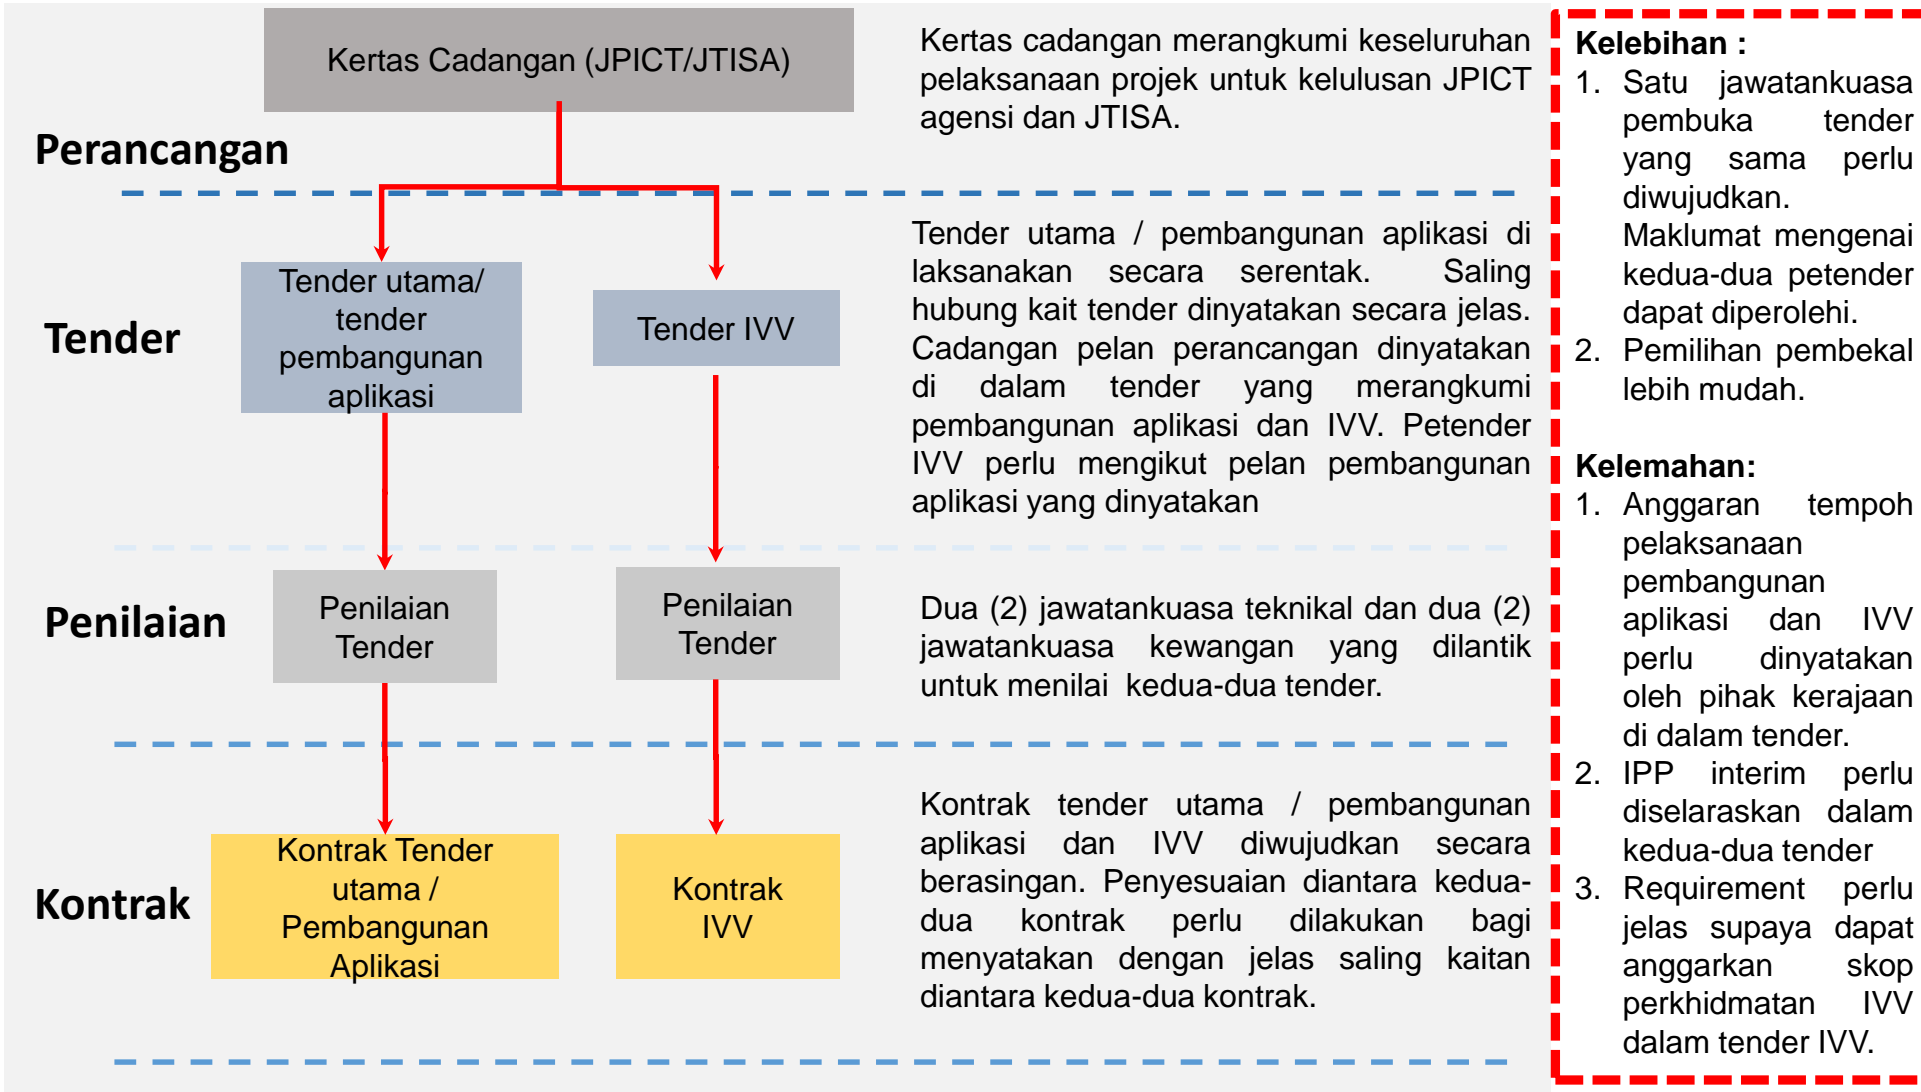 Kertas Cadangan (JPICT/JTISA)
Kertas cadangan merangkumi keseluruhan
pelaksanaan projek untuk kelulusan JPICT
agensi dan JTISA.
Perancangan
Tender utama/
tender
pembangunan
aplikasi
Tender IVV
Tender
Tender utama / pembangunan aplikasi di
laksanakan secara serentak. Saling
hubung kait tender dinyatakan secara jelas.
Cadangan pelan perancangan dinyatakan
di dalam tender yang merangkumi
pembangunan aplikasi dan IVV. Petender
IVV perlu mengikut pelan pembangunan
aplikasi yang dinyatakan
Penilaian
Penilaian
Tender
Penilaian
Tender
Dua (2) jawatankuasa teknikal dan dua (2)
jawatankuasa kewangan yang dilantik
untuk menilai kedua-dua tender.
Kontrak
Kontrak Tender
utama /
Pembangunan
Aplikasi
Kontrak
IVV
Kontrak tender utama / pembangunan
aplikasi dan IVV diwujudkan secara
berasingan. Penyesuaian diantara kedua-
dua kontrak perlu dilakukan bagi
menyatakan dengan jelas saling kaitan
diantara kedua-dua kontrak.
Kelebihan :
1. Satu jawatankuasa
pembuka tender
yang sama perlu
diwujudkan.
Maklumat mengenai
kedua-dua petender
dapat diperolehi.
2. Pemilihan pembekal
lebih mudah.
Kelemahan:
1. Anggaran tempoh
pelaksanaan
pembangunan
aplikasi dan IVV
perlu dinyatakan
oleh pihak kerajaan
di dalam tender.
2. IPP interim perlu
diselaraskan dalam
kedua-dua tender
3. Requirement perlu
jelas supaya dapat
anggarkan skop
perkhidmatan IVV
dalam tender IVV.